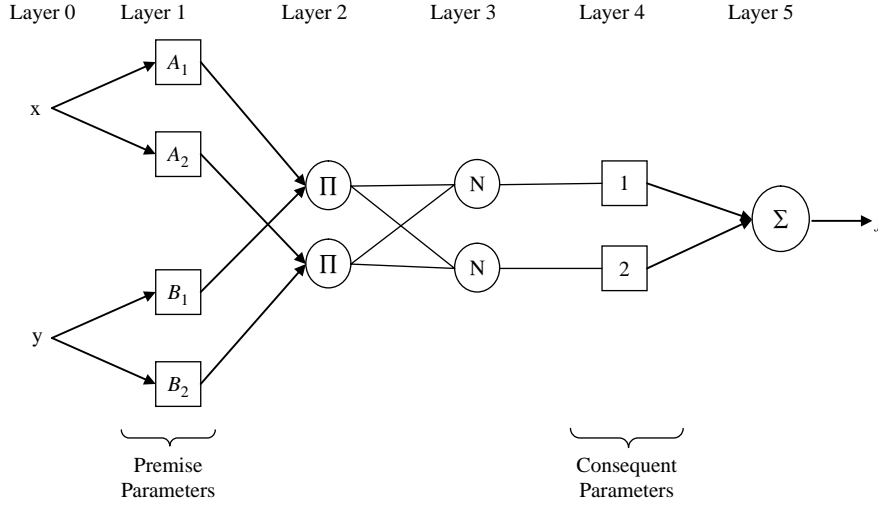 Layer 0 Layer 1 Layer 2 Layer 3 Layer 4 Layer 5
A1
x
A2
Π N 1
Σ
Π N 2
B1
y
B2
Premise
Parameters
Consequent
Parameters